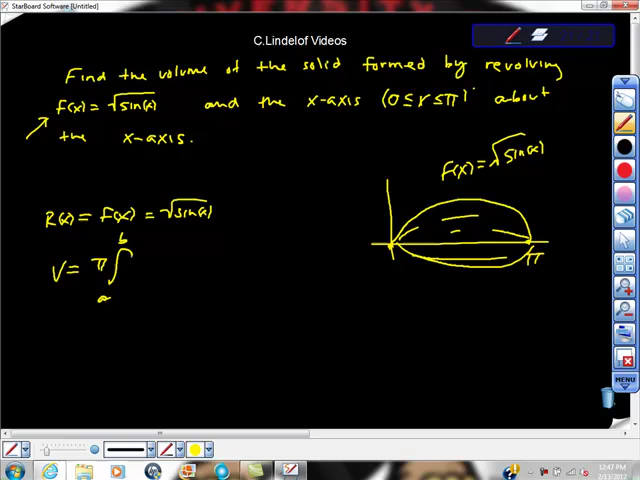 StarBoard Software [Untitled]
C.Lindelof Videos
Find the volume of the solid formed by revolving
f(x) = √sin(x) and the x-axis (0 ≤ x ≤ π) about
the x-axis.
f(x) = √sin(x)
R(x) = f(x) = √sin(x)
b
V = π ∫
a
π
MENU
12:47 PM
2/13/2012